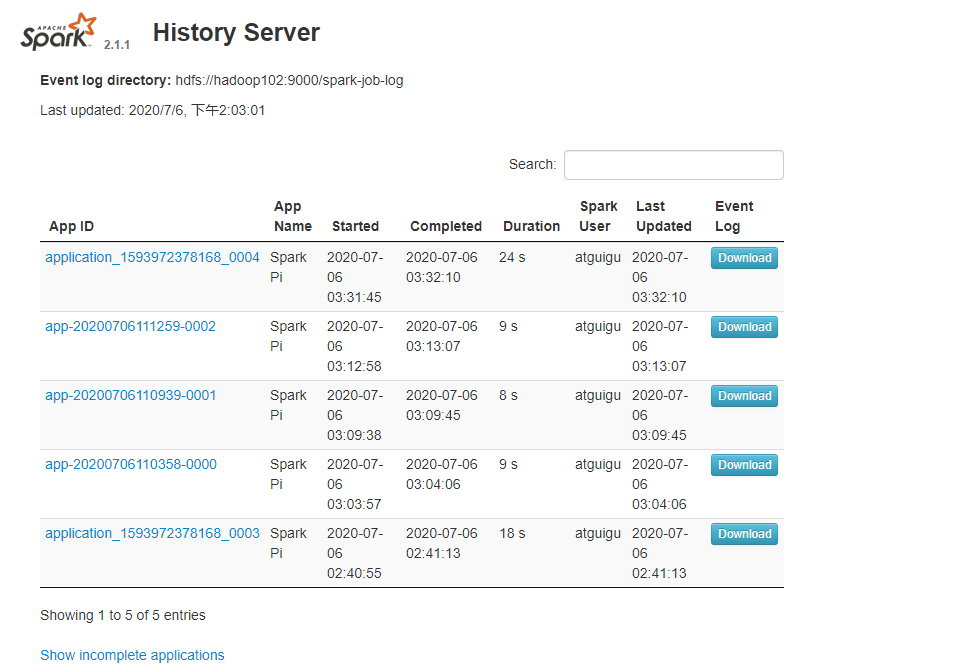 APACHE
Spark 2.1.1 History Server
Event log directory: hdfs://hadoop102:9000/spark-job-log
Last updated: 2020/7/6, 下午2:03:01
Search:
App ID App Name Started Completed Duration Spark User Last Updated Event Log
application_1593972378168_0004 Spark Pi 2020-07-06 03:31:45 2020-07-06 03:32:10 24 s atguigu 2020-07-06 03:32:10 Download
app-20200706111259-0002 Spark Pi 2020-07-06 03:12:58 2020-07-06 03:13:07 9 s atguigu 2020-07-06 03:13:07 Download
app-20200706110939-0001 Spark Pi 2020-07-06 03:09:38 2020-07-06 03:09:45 8 s atguigu 2020-07-06 03:09:45 Download
app-20200706110358-0000 Spark Pi 2020-07-06 03:03:57 2020-07-06 03:04:06 9 s atguigu 2020-07-06 03:04:06 Download
application_1593972378168_0003 Spark Pi 2020-07-06 02:40:55 2020-07-06 02:41:13 18 s atguigu 2020-07-06 02:41:13 Download
Showing 1 to 5 of 5 entries
Show incomplete applications